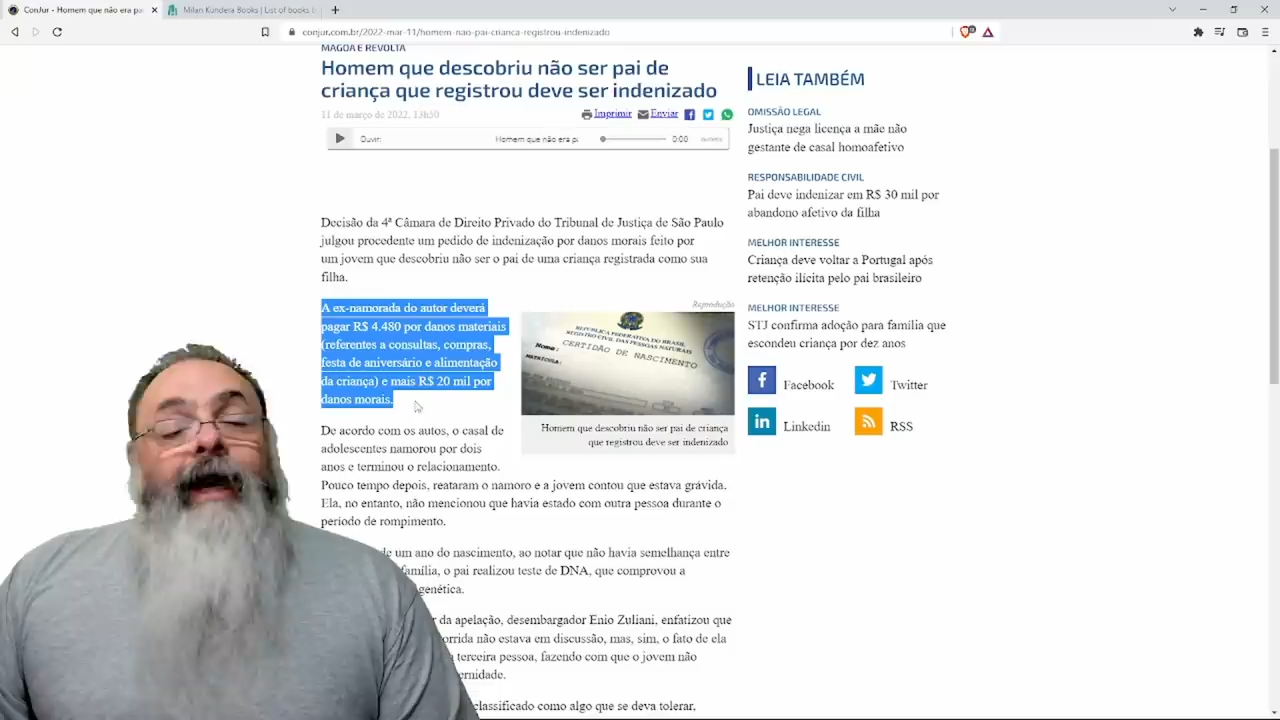 ConJur - Homem que não era pai
Milan Kundera Books | List of books
conjur.com.br/2022-mar-11/homem-nao-pai-crianca-registrou-indenizado
MAGOA E REVOLTA
Homem que descobriu não ser pai de
criança que registrou deve ser indenizado
11 de março de 2022, 13h50
Imprimir Enviar
Ouvir: Homem que não era pi 0:00
Decisão da 4ª Câmara de Direito Privado do Tribunal de Justiça de São Paulo
julgou procedente um pedido de indenização por danos morais feito por
um jovem que descobriu não ser o pai de uma criança registrada como sua
filha.
Reprodução
A ex-namorada do autor deverá
pagar R$ 4.480 por danos materiais
(referentes a consultas, compras,
festa de aniversário e alimentação
da criança) e mais R$ 20 mil por
danos morais.
REPUBLICA FEDERATIVA DO BRASIL
REGISTRO CIVIL DAS PESSOAS NATURAIS
CERTIDÃO DE NASCIMENTO
Nome:
MATRÍCULA:
Homem que descobriu não ser pai de criança
que registrou deve ser indenizado
De acordo com os autos, o casal de
adolescentes namorou por dois
anos e terminou o relacionamento.
Pouco tempo depois, reataram o namoro e a jovem contou que estava grávida.
Ela, no entanto, não mencionou que havia estado com outra pessoa durante o
período de rompimento.
de um ano do nascimento, ao notar que não havia semelhança entre
família, o pai realizou teste de DNA, que comprovou a
genética.
da apelação, desembargador Enio Zuliani, enfatizou que
orrida não estava em discussão, mas, sim, o fato de ela
terceira pessoa, fazendo com que o jovem não
ernidade.
classificado como algo que se deva tolerar,
LEIA TAMBÉM
OMISSÃO LEGAL
Justiça nega licença a mãe não
gestante de casal homoafetivo
RESPONSABILIDADE CIVIL
Pai deve indenizar em R$ 30 mil por
abandono afetivo da filha
MELHOR INTERESSE
Criança deve voltar a Portugal após
retenção ilícita pelo pai brasileiro
MELHOR INTERESSE
STJ confirma adoção para família que
escondeu criança por dez anos
Facebook Twitter
Linkedin RSS